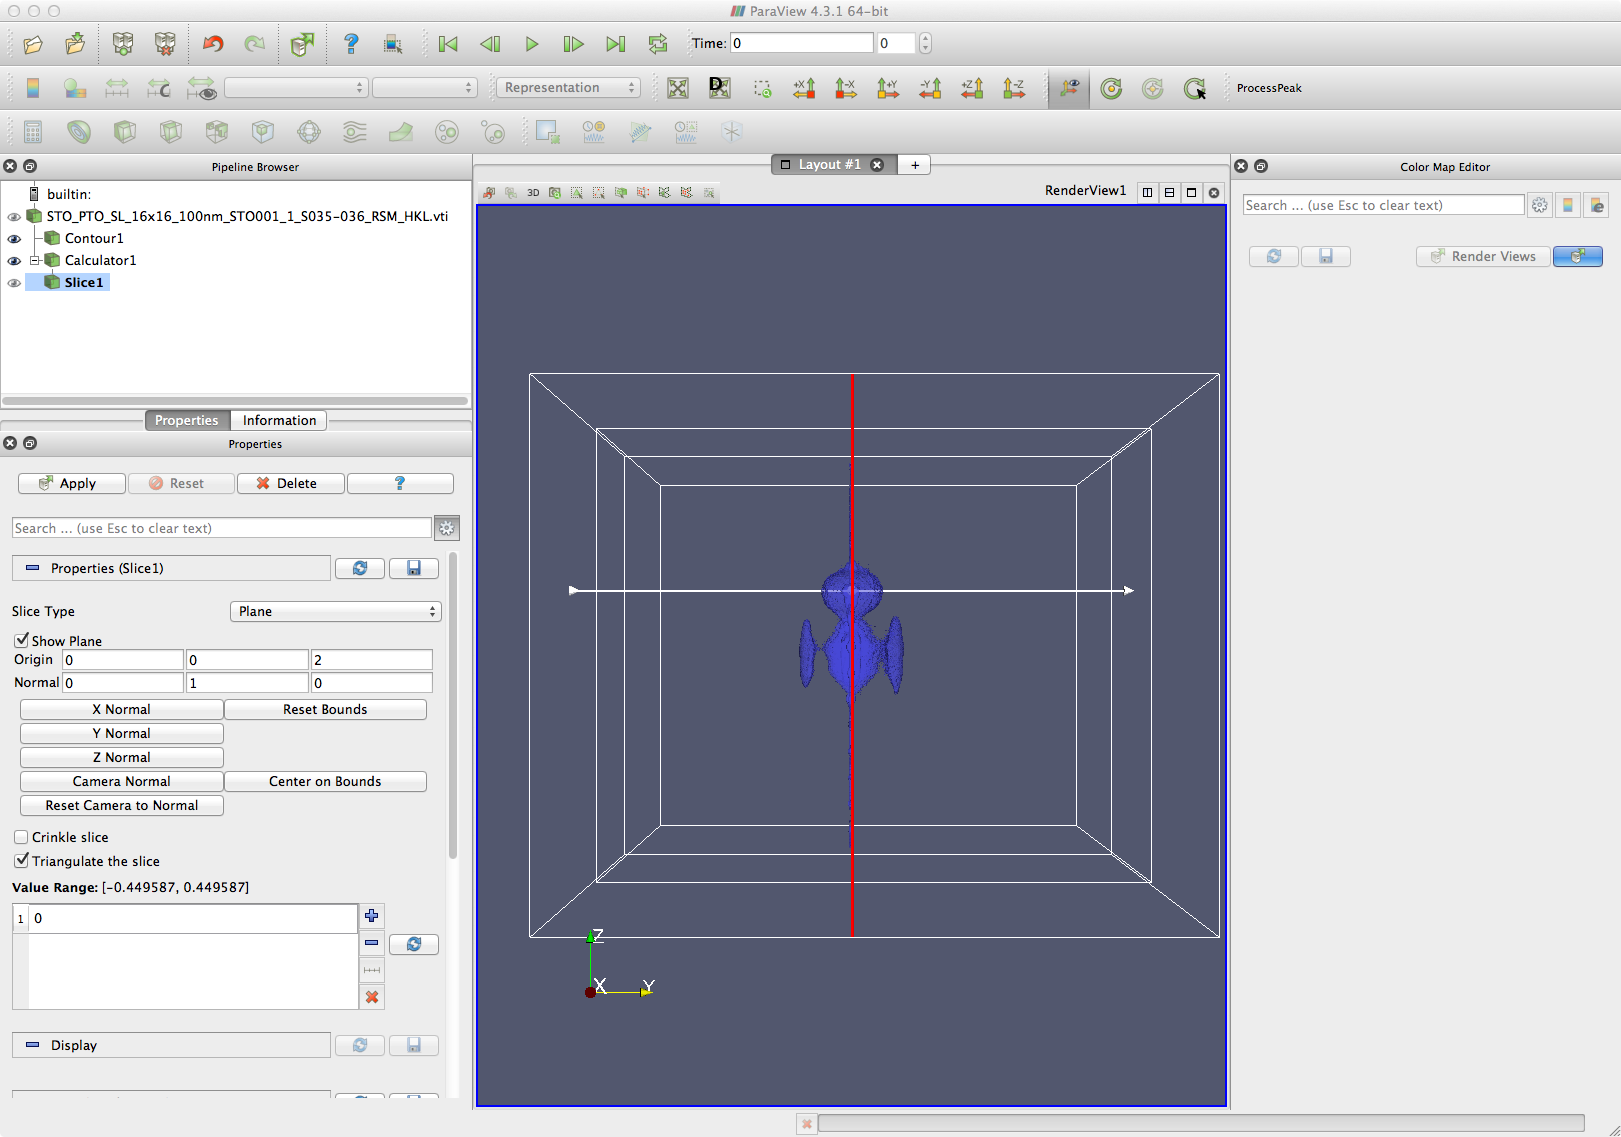 ParaView 4.3.1 64-bit
Time: 0 0
Representation
ProcessPeak
Pipeline Browser
builtin:
STO_PTO_SL_16x16_100nm_STO001_1_S035-036_RSM_HKL.vti
Contour1
Calculator1
Slice1
Properties Information
Properties
Apply Reset Delete ?
Search ... (use Esc to clear text)
Properties (Slice1)
Slice Type Plane
Show Plane
Origin 0 0 2
Normal 0 1 0
X Normal Reset Bounds
Y Normal
Z Normal
Camera Normal Center on Bounds
Reset Camera to Normal
Crinkle slice
Triangulate the slice
Value Range: [-0.449587, 0.449587]
1 0
Display
Layout #1 +
3D
RenderView1
Z
X
Y
Color Map Editor
Search ... (use Esc to clear text)
Render Views
D
+X -X +Y -Y +Z -Z